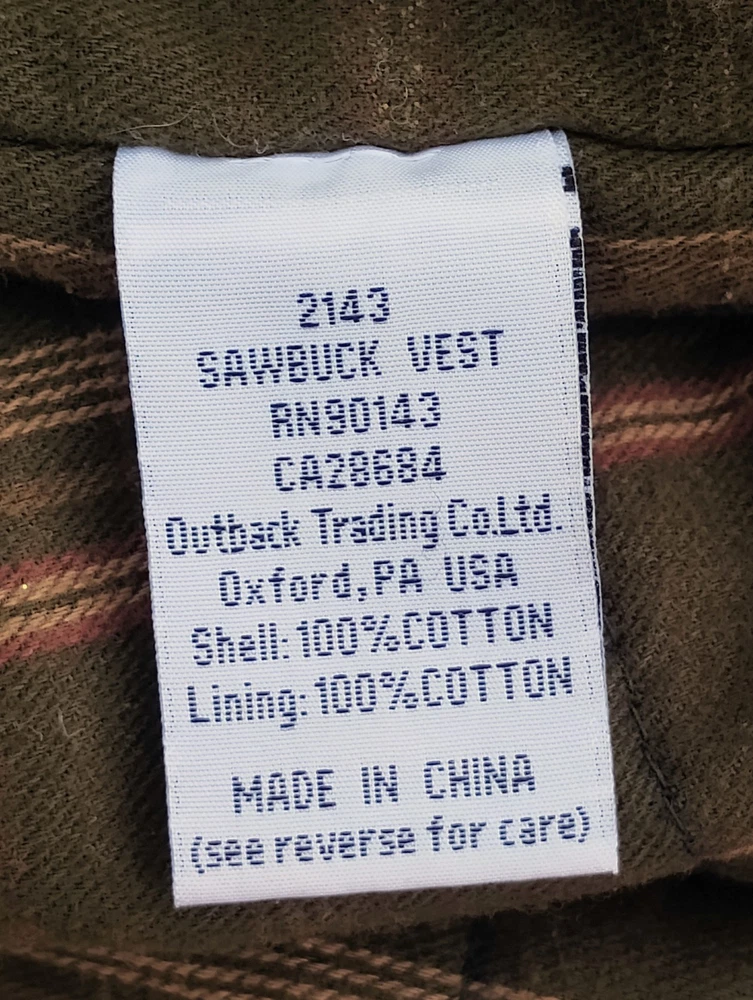 2143
SAWBUCK VEST
RN90143
CA28684
Outback Trading Co.Ltd.
Oxford,PA USA
Shell:100%COTTON
Lining:100%COTTON
MADE IN CHINA
(see reverse for care)